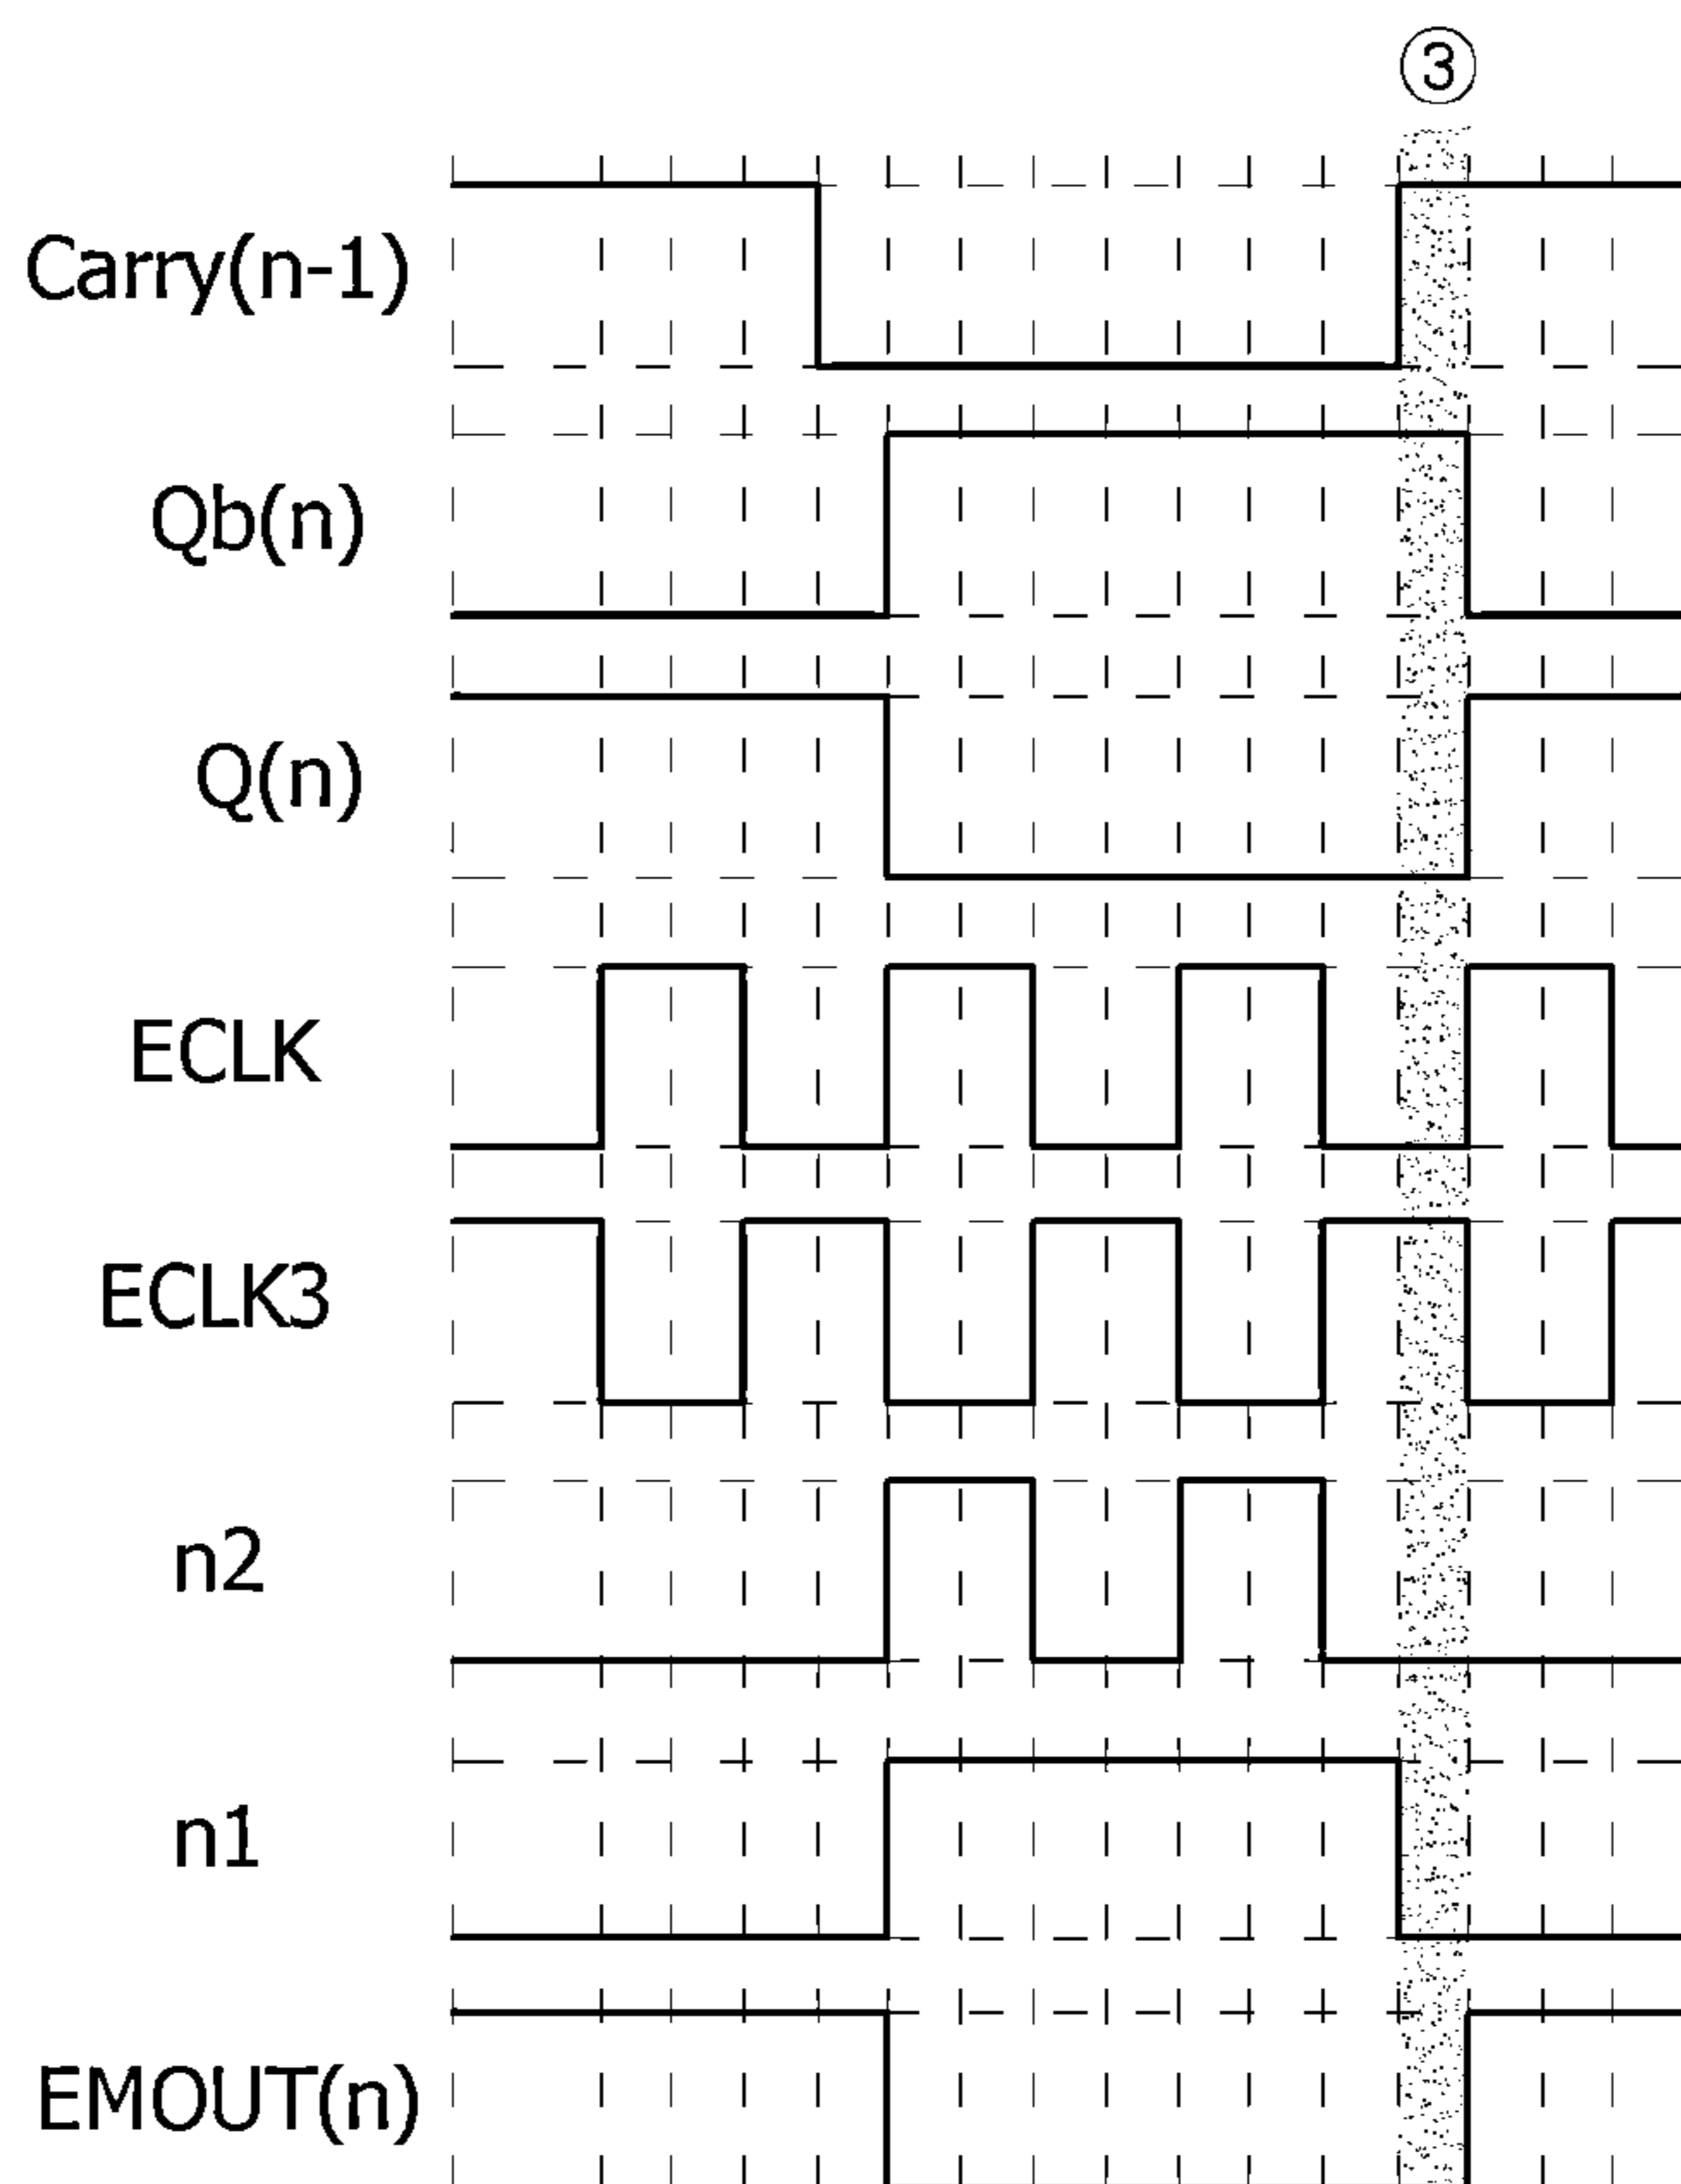 ③
Carry(n-1)
Qb(n)
Q(n)
ECLK
ECLK3
n2
n1
EMOUT(n)